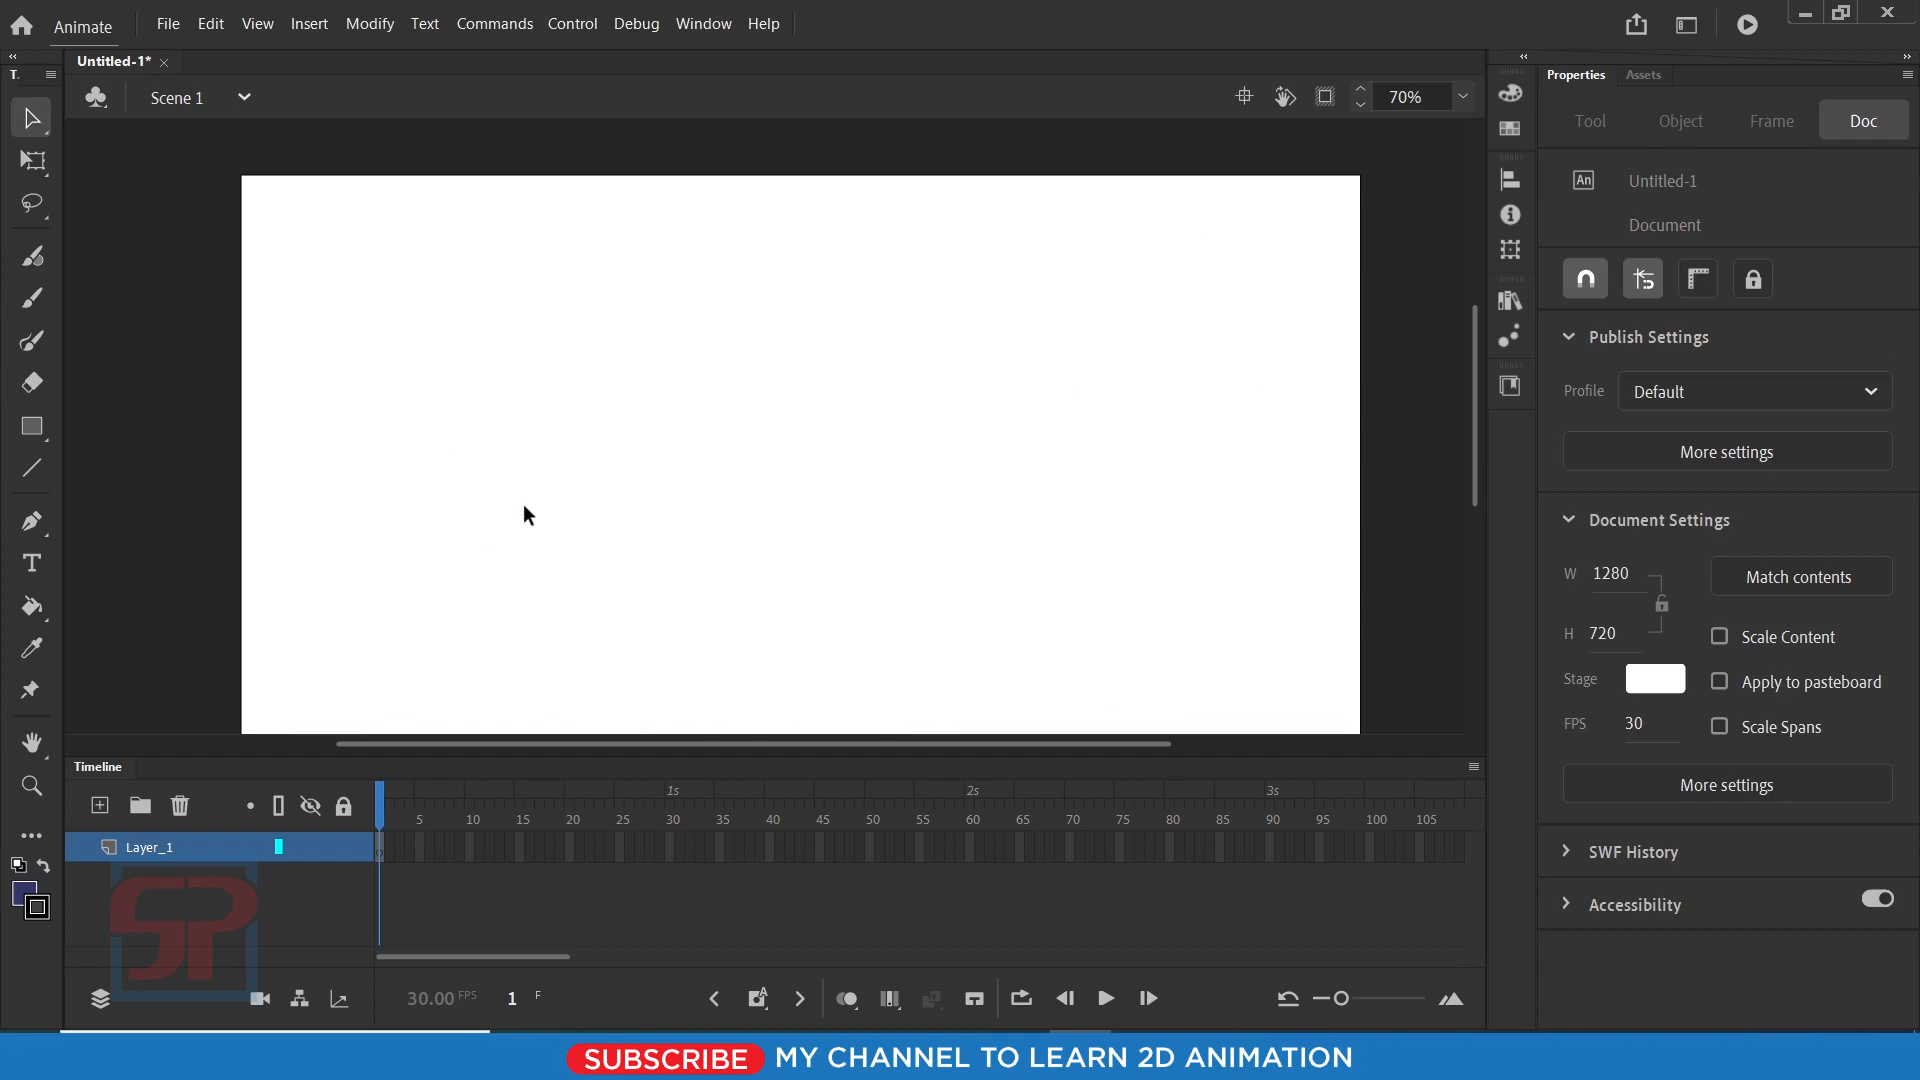 Animate File Edit View Insert Modify Text Commands Control Debug Window Help
T. Untitled-1*
Properties Assets
Scene 1 70%
Tool Object Frame Doc
An Untitled-1
Document
Publish Settings
Profile Default
More settings
Document Settings
W 1280 Match contents
H 720 Scale Content
Stage Apply to pasteboard
FPS 30 Scale Spans
More settings
SWF History
Accessibility
Timeline
1s 2s 3s
5 10 15 20 25 30 35 40 45 50 55 60 65 70 75 80 85 90 95 100 105
Layer_1
SP
30.00 FPS 1 F
SUBSCRIBE MY CHANNEL TO LEARN 2D ANIMATION